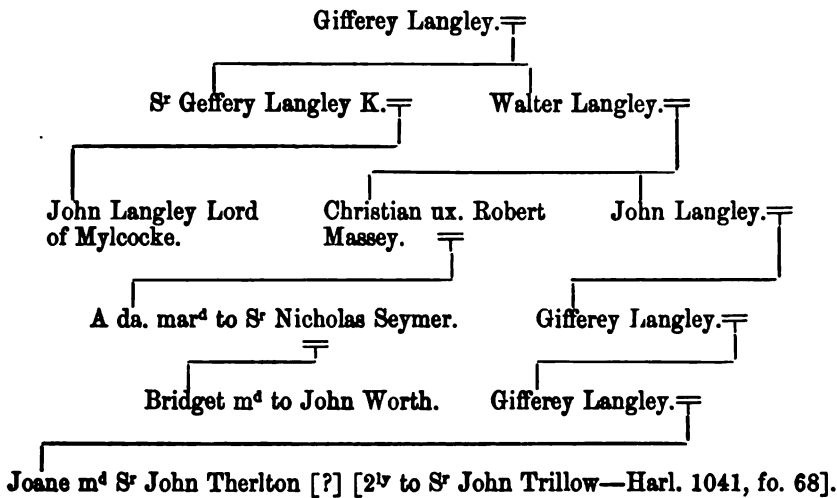 Gifferey Langley.
Sr Geffery Langley K. Walter Langley.
John Langley Lord of Mylcocke. Christian ux. Robert Massey. John Langley.
A da. mard to Sr Nicholas Seymer. Gifferey Langley.
Bridget md to John Worth. Gifferey Langley.
Joane md Sr John Therlton [?] [2ly to Sr John Trillow—Harl. 1041, fo. 68].